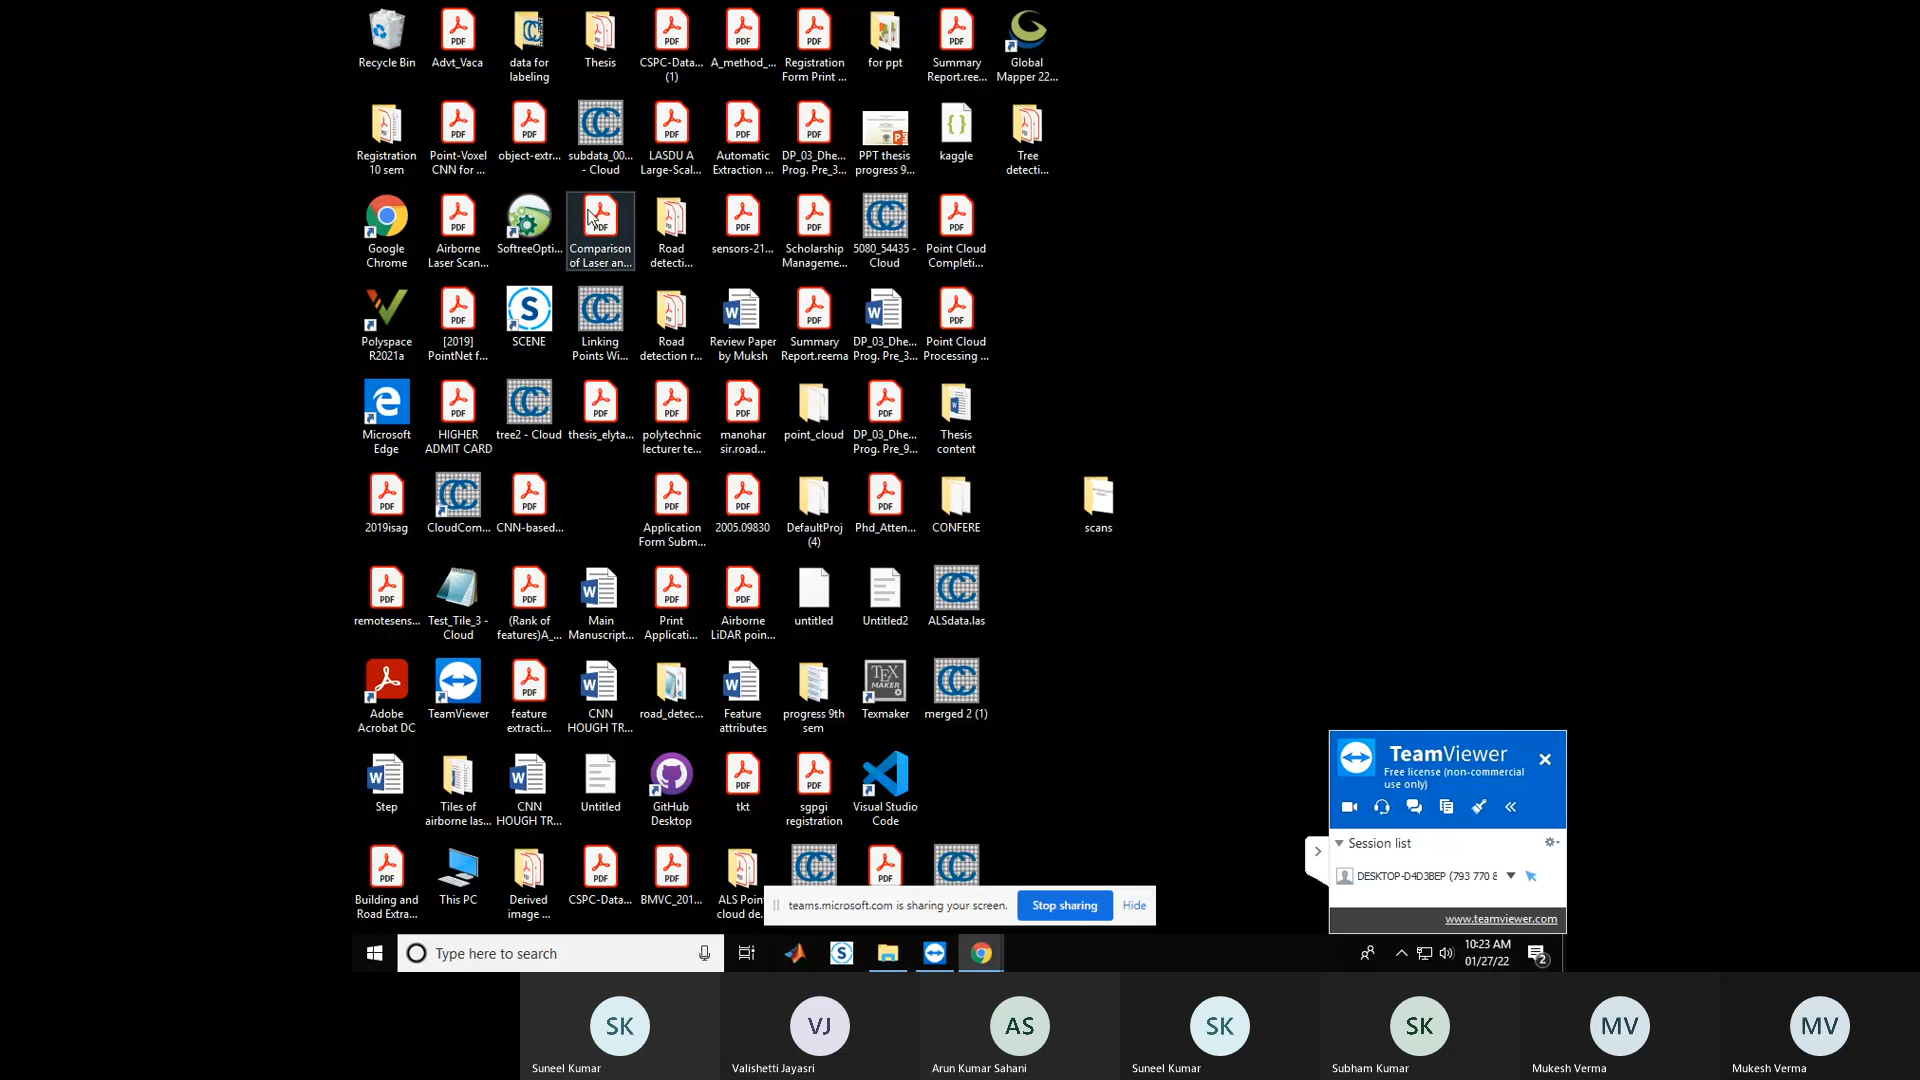 Recycle Bin
Advt_Vaca
data for
labeling
Thesis
CSPC-Data...
(1)
A_method_...
Registration
Form Print ...
for ppt
Summary
Report.ree...
Global
Mapper 22...
Registration
10 sem
Point-Voxel
CNN for ...
object-extr...
subdata_00...
- Cloud
LASDU A
Large-Scal...
Automatic
Extraction ...
DP_03_Dhe...
Prog. Pre_3...
PPT thesis
progress 9...
kaggle
Tree
detecti...
Google
Chrome
Airborne
Laser Scan...
SoftreeOpti...
Comparison
of Laser an...
Road
detecti...
sensors-21...
Scholarship
Manageme...
5080_54435 -
Cloud
Point Cloud
Completi...
Polyspace
R2021a
[2019]
PointNet f...
SCENE
Linking
Points Wi...
Road
detection r...
Review Paper
by Muksh
Summary
Report.reema
DP_03_Dhe...
Prog. Pre_3...
Point Cloud
Processing ...
Microsoft
Edge
HIGHER
ADMIT CARD
tree2 - Cloud
thesis_elyta...
polytechnic
lecturer te...
manohar
sir.road...
point_cloud
DP_03_Dhe...
Prog. Pre_9...
Thesis
content
2019isag
CloudCom...
CNN-based...
Application
Form Subm...
2005.09830
DefaultProj
(4)
Phd_Atten...
CONFERE
scans
remotesens...
Test_Tile_3 -
Cloud
(Rank of
features)A_...
Main
Manuscript...
Print
Applicati...
Airborne
LiDAR poin...
untitled
Untitled2
ALSdata.las
Adobe
Acrobat DC
TeamViewer
feature
extracti...
CNN
HOUGH TR...
road_detec...
Feature
attributes
progress 9th
sem
TEX
MAKER
Texmaker
merged 2 (1)
Step
Tiles of
airborne las...
CNN
HOUGH TR...
Untitled
GitHub
Desktop
tkt
sgpgi
registration
Visual Studio
Code
Building and
Road Extra...
This PC
Derived
image ...
CSPC-Data...
BMVC_201...
ALS Poin
cloud de...
teams.microsoft.com is sharing your screen.
Stop sharing
Hide
TeamViewer
Free license (non-commercial
use only)
Session list
DESKTOP-D4D3BEP (793 770 8
www.teamviewer.com
Type here to search
10:23 AM
01/27/22
2
SK
Suneel Kumar
VJ
Valishetti Jayasri
AS
Arun Kumar Sahani
SK
Suneel Kumar
SK
Subham Kumar
MV
Mukesh Verma
MV
Mukesh Verma